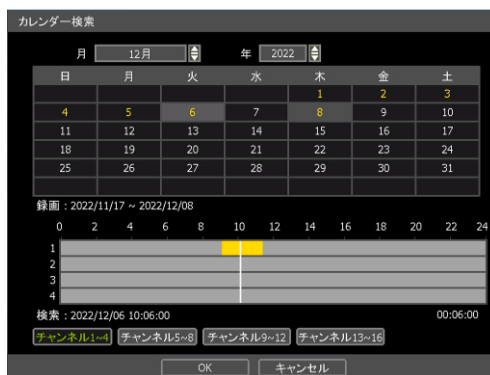 カレンダー検索
月 12月 年 2022
日 月 火 水 木 金 土
1 2 3
4 5 6 7 8 9 10
11 12 13 14 15 16 17
18 19 20 21 22 23 24
25 26 27 28 29 30 31
録画：2022/11/17 ~ 2022/12/08
0 2 4 6 8 10 12 14 16 18 20 22 24
1
2
3
4
検索：2022/12/06 10:06:00 00:06:00
チャンネル1~4 チャンネル5~8 チャンネル9~12 チャンネル13~16
OK キャンセル